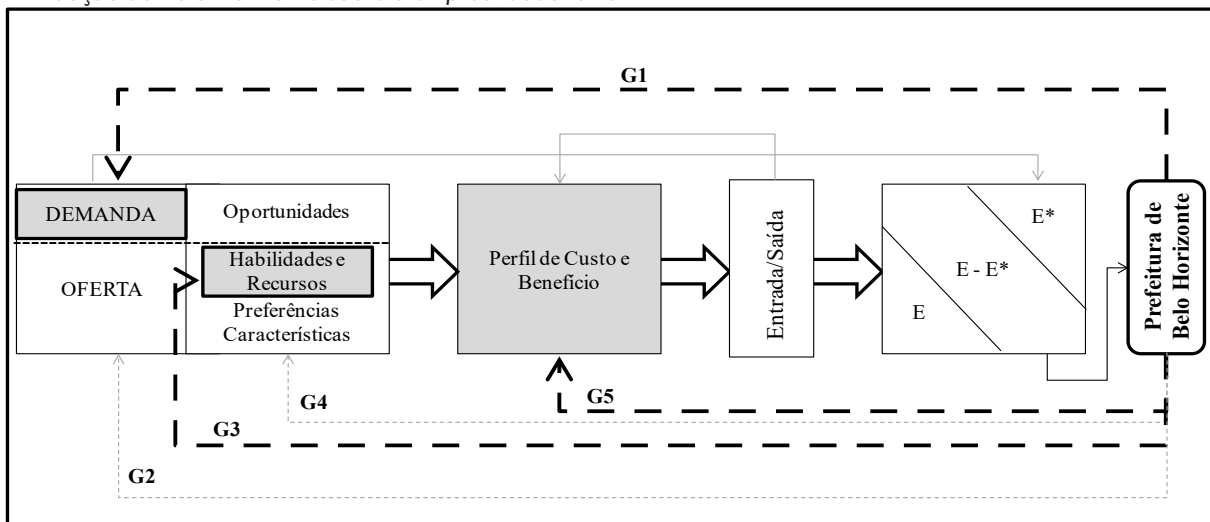 G1
DEMANDA
Oportunidades
Habilidades e
Recursos
OFERTA
Preferências
Características
Perfil de Custo e
Benefício
Entrada/Saída
E*
E - E*
E
Prefeitura de
Belo Horizonte
G4
G5
G3
G2